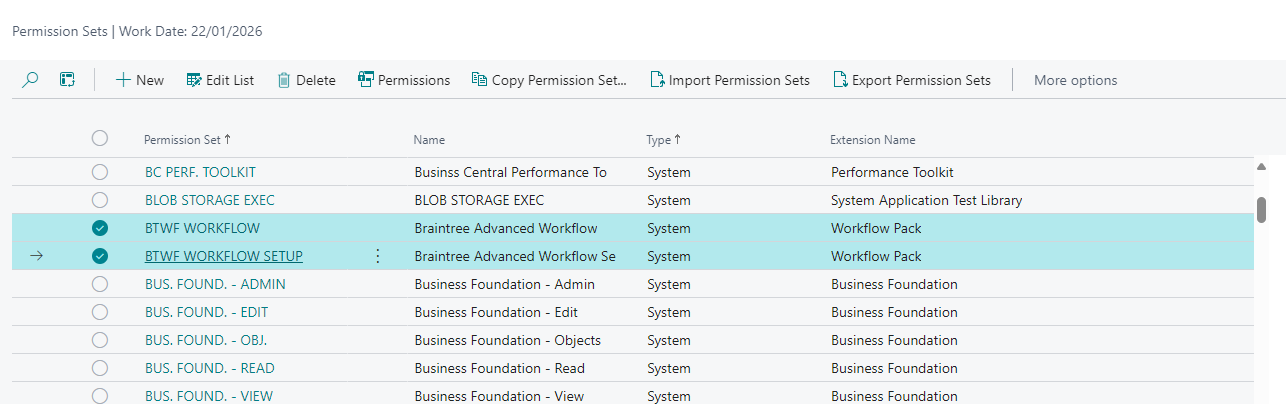 Permission Sets | Work Date: 22/01/2026
New Edit List Delete Permissions Copy Permission Set... Import Permission Sets Export Permission Sets More options
Permission Set ↑ Name Type ↑ Extension Name
BC PERF. TOOLKIT Businss Central Performance To System Performance Toolkit
BLOB STORAGE EXEC BLOB STORAGE EXEC System System Application Test Library
BTWF WORKFLOW Braintree Advanced Workflow System Workflow Pack
BTWF WORKFLOW SETUP Braintree Advanced Workflow Se System Workflow Pack
BUS. FOUND. - ADMIN Business Foundation - Admin System Business Foundation
BUS. FOUND. - EDIT Business Foundation - Edit System Business Foundation
BUS. FOUND. - OBJ. Business Foundation - Objects System Business Foundation
BUS. FOUND. - READ Business Foundation - Read System Business Foundation
BUS. FOUND. - VIEW Business Foundation - View System Business Foundation